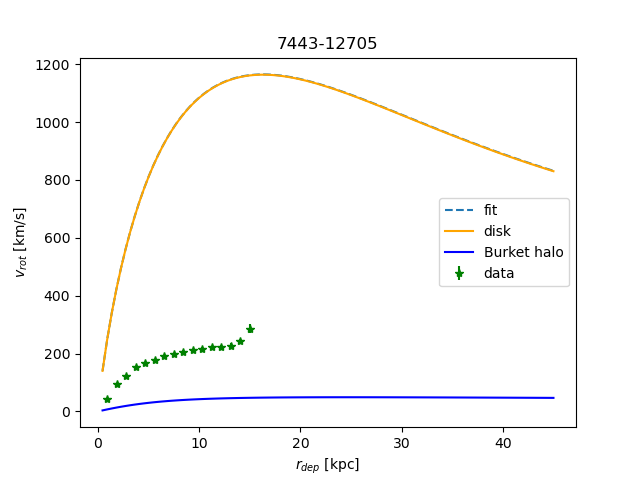 7443-12705
1200
1000
800
600
400
200
0
v_rot [km/s]
fit
disk
Burket halo
data
0 10 20 30 40
r_dep [kpc]